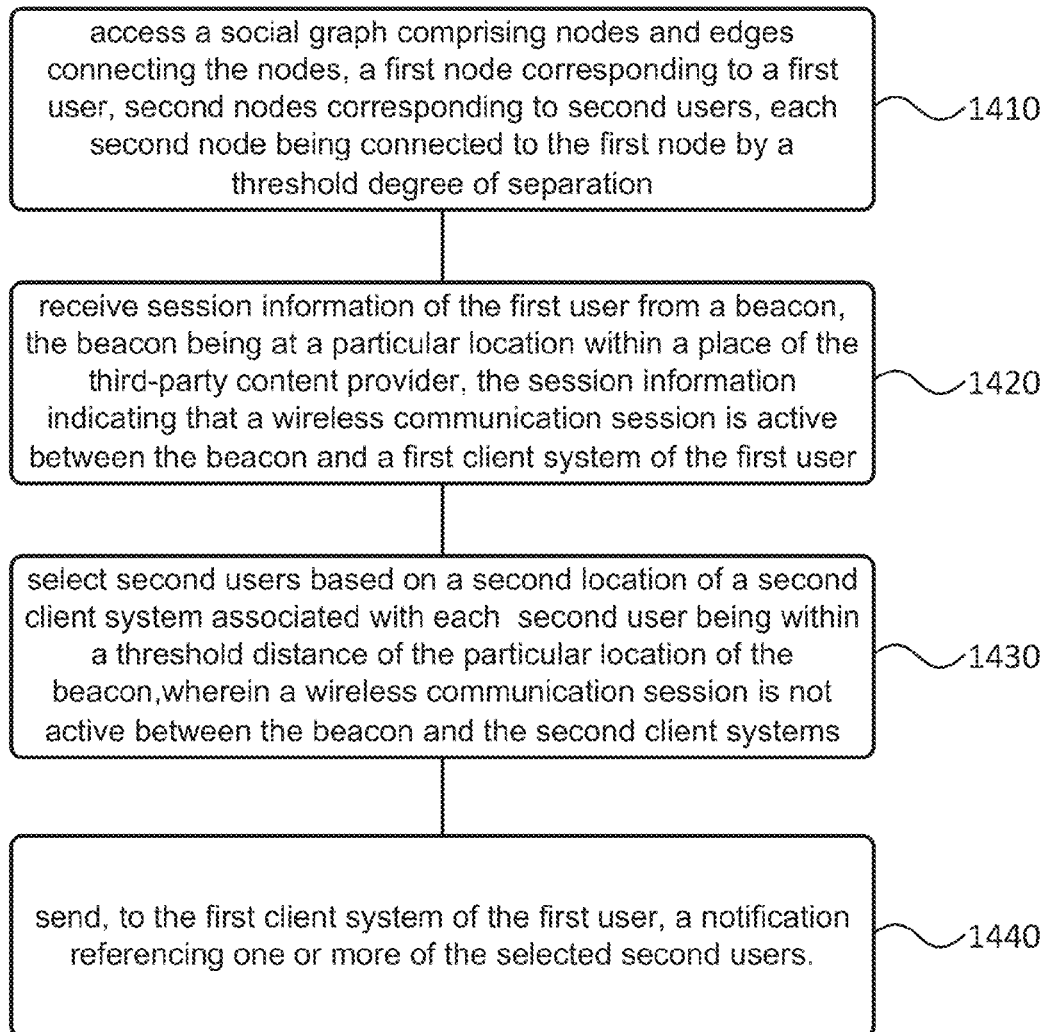 access a social graph comprising nodes and edges
connecting the nodes, a first node corresponding to a first
user, second nodes corresponding to second users, each
second node being connected to the first node by a
threshold degree of separation
1410
receive session information of the first user from a beacon,
the beacon being at a particular location within a place of the
third-party content provider, the session information
indicating that a wireless communication session is active
between the beacon and a first client system of the first user
1420
select second users based on a second location of a second
client system associated with each second user being within
a threshold distance of the particular location of the
beacon,wherein a wireless communication session is not
active between the beacon and the second client systems
1430
send, to the first client system of the first user, a notification
referencing one or more of the selected second users.
1440